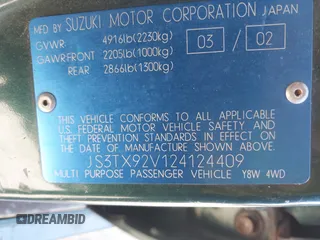 MFD BY SUZUKI MOTOR CORPORATION JAPAN
GVWR 4916lb(2230kg)
GAWR FRONT 2205lb(1000kg) 03 / 02
REAR 2866lb(1300kg)
THIS VEHICLE CONFORMS TO ALL APPLICABLE
U.S. FEDERAL MOTOR VEHICLE SAFETY AND
THEFT PREVENTION STANDARDS IN EFFECT ON
THE DATE OF MANUFACTURE SHOWN ABOVE.
JS3TX92V124124409
MULTI PURPOSE PASSENGER VEHICLE Y8W 4WD
DREAMBID